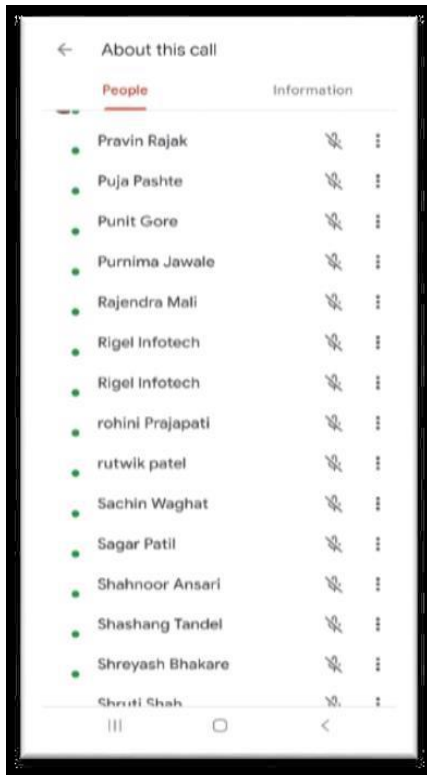 About this call
People Information
Pravin Rajak
Puja Pashte
Punit Gore
Purnima Jawale
Rajendra Mali
Rigel Infotech
Rigel Infotech
rohini Prajapati
rutwik patel
Sachin Waghat
Sagar Patil
Shahnoor Ansari
Shashang Tandel
Shreyash Bhakare
Shruti Shah